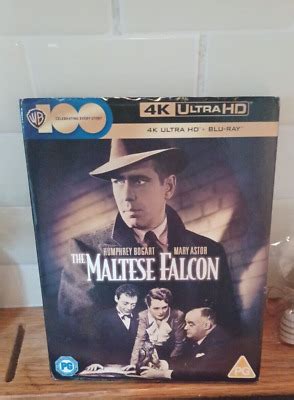 WB
100
CELEBRATING EVERY STORY
4K ULTRA HD
4K ULTRA HD + BLU-RAY
HUMPHREY BOGART MARY ASTOR
THE MALTESE FALCON
PG
PG